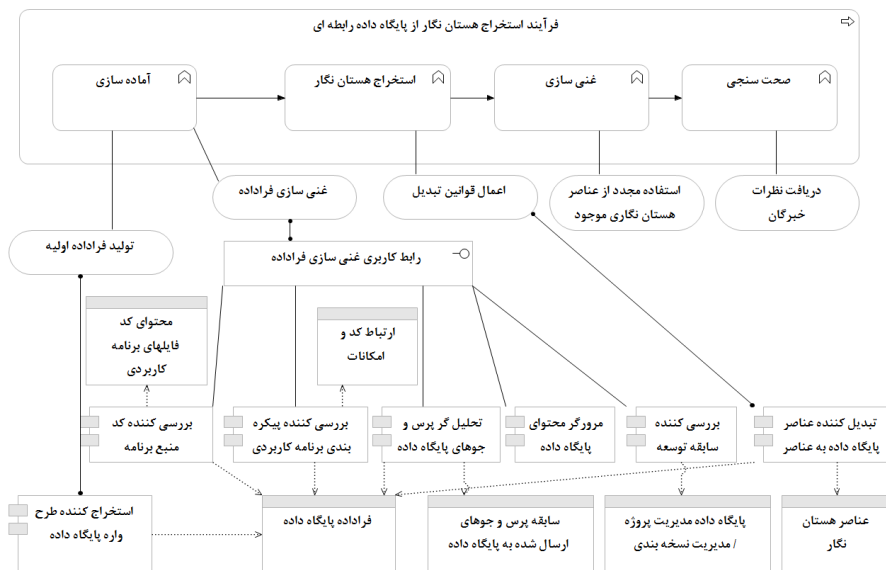 فرآیند استخراج هستان نگار از پایگاه داده رابطه ای
آماده سازی
استخراج هستان نگار
غنی سازی
صحت سنجی
غنی سازی فراداده
اعمال قوانین تبدیل
استفاده مجدد از عناصر
هستان نگاری موجود
دریافت نظرات
خبرگان
تولید فراداده اولیه
رابط کاربری غنی سازی فراداده
محتوای کد
فایلهای برنامه
کاربردی
ارتباط کد و
امکانات
بررسی کننده کد
منبع برنامه
بررسی کننده پیکره
بندی برنامه کاربردی
تحلیل گر پرس و
جوهای پایگاه داده
مرورگر محتوای
پایگاه داده
بررسی کننده
سابقه توسعه
تبدیل کننده عناصر
پایگاه داده به عناصر
استخراج کننده طرح
واره پایگاه داده
فراداده پایگاه داده
سابقه پرس و جوهای
ارسال شده به پایگاه داده
پایگاه داده مدیریت پروژه
/ مدیریت نسخه بندی
عناصر هستان
نگار